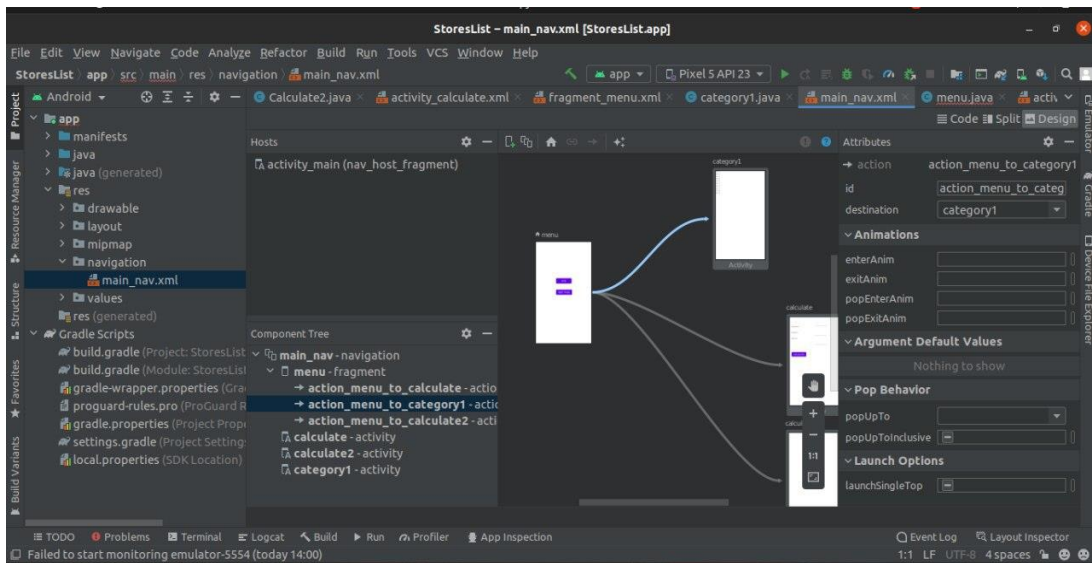 StoresList – main_nav.xml [StoresList.app]
File Edit View Navigate Code Analyze Refactor Build Run Tools VCS Window Help
StoresList app src main res navigation main_nav.xml app Pixel 5 API 23
Project Android Calculate2.java activity_calculate.xml fragment_menu.xml category1.java main_nav.xml menu.java activ
Code Split Design
app
manifests
java
java (generated)
res
drawable
layout
mipmap
navigation
main_nav.xml
values
res (generated)
Gradle Scripts
build.gradle (Project: StoresList
build.gradle (Module: StoresList
gradle-wrapper.properties (Gra
proguard-rules.pro (ProGuard R
gradle.properties (Project Prope
settings.gradle (Project Setting
local.properties (SDK Location)
Resource Manager
Structure
Favorites
Build Variants
Hosts
activity_main (nav_host_fragment)
Component Tree
main_nav - navigation
menu - fragment
action_menu_to_calculate - actio
action_menu_to_category1 - actio
action_menu_to_calculate2 - acti
calculate - activity
calculate2 - activity
category1 - activity
category1
Activity
menu
calculate
1:1
Attributes
action action_menu_to_category1
id action_menu_to_categ
destination category1
Animations
enterAnim
exitAnim
popEnterAnim
popExitAnim
Argument Default Values
Nothing to show
Pop Behavior
popUpTo
popUpToInclusive
Launch Options
launchSingleTop
Emulator
Gradle
Device File Explorer
TODO Problems Terminal Logcat Build Run Profiler App Inspection Event Log Layout Inspector
Failed to start monitoring emulator-5554 (today 14:00) 1:1 LF UTF-8 4 spaces